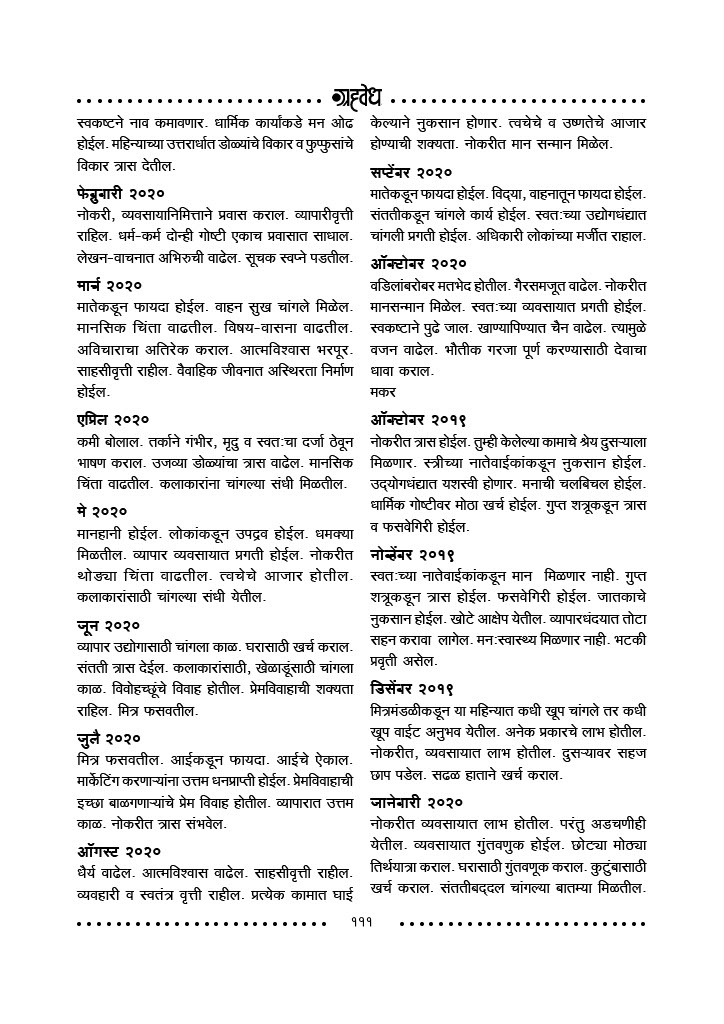 ग्रहवेध
स्वकष्टने नाव कमावणार. धार्मिक कार्यांकडे मन ओढ
होईल. महिन्याच्या उत्तरार्धात डोळ्यांचे विकार व फुप्फुसांचे
विकार त्रास देतील.
फेब्रुबारी २०२०
नोकरी, व्यवसायानिमित्ताने प्रवास कराल. व्यापारीवृत्ती
राहिल. धर्म-कर्म दोन्ही गोष्टी एकाच प्रवासात साधाल.
लेखन-वाचनात अभिरुची वाढेल. सूचक स्वप्ने पडतील.
मार्च २०२०
मातेकडून फायदा होईल. वाहन सुख चांगले मिळेल.
मानसिक चिंता वाढतील. विषय-वासना वाढतील.
अविचाराचा अतिरेक कराल. आत्मविश्वास भरपूर.
साहसीवृत्ती राहील. वैवाहिक जीवनात अस्थिरता निर्माण
होईल.
एप्रिल २०२०
कमी बोलाल. तर्काने गंभीर, मृदु व स्वतःचा दर्जा ठेवून
भाषण कराल. उजव्या डोळ्यांचा त्रास वाढेल. मानसिक
चिंता वाढतील. कलाकारांना चांगल्या संधी मिळतील.
मे २०२०
मानहानी होईल. लोकांकडून उपद्रव होईल. धमक्या
मिळतील. व्यापार व्यवसायात प्रगती होईल. नोकरीत
थोड्या चिंता वाढतील. त्वचेचे आजार होतील.
कलाकारांसाठी चांगल्या संधी येतील.
जून २०२०
व्यापार उद्योगासाठी चांगला काळ. घरासाठी खर्च कराल.
संतती त्रास देईल. कलाकारांसाठी, खेळाडूंसाठी चांगला
काळ. विवोहच्छूंचे विवाह होतील. प्रेमविवाहाची शक्यता
राहिल. मित्र फसवतील.
जुलै २०२०
मित्र फसवतील. आईकडून फायदा. आईचे ऐकाल.
मार्केटिंग करणाऱ्यांना उत्तम धनप्राप्ती होईल. प्रेमविवाहाची
इच्छा बाळगणाऱ्यांचे प्रेम विवाह होतील. व्यापारात उत्तम
काळ. नोकरीत त्रास संभवेल.
ऑगस्ट २०२०
धैर्य वाढेल. आत्मविश्वास वाढेल. साहसीवृत्ती राहील.
व्यवहारी व स्वतंत्र वृत्ती राहील. प्रत्येक कामात घाई
केल्याने नुकसान होणार. त्वचेचे व उष्णतेचे आजार
होण्याची शक्यता. नोकरीत मान सन्मान मिळेल.
सप्टेंबर २०२०
मातेकडून फायदा होईल. विद्या, वाहनातून फायदा होईल.
संततीकडून चांगले कार्य होईल. स्वतःच्या उद्योगधंद्यात
चांगली प्रगती होईल. अधिकारी लोकांच्या मर्जीत राहाल.
ऑक्टोबर २०२०
वडिलांबरोबर मतभेद होतील. गैरसमजूत वाढेल. नोकरीत
मानसन्मान मिळेल. स्वतःच्या व्यवसायात प्रगती होईल.
स्वकष्टाने पुढे जाल. खाण्यापिण्यात चैन वाढेल. त्यामुळे
वजन वाढेल. भौतीक गरजा पूर्ण करण्यासाठी देवाचा
धावा कराल.
मकर
ऑक्टोबर २०१९
नोकरीत त्रास होईल. तुम्ही केलेल्या कामाचे श्रेय दुसऱ्याला
मिळणार. स्त्रीच्या नातेवाईकांकडून नुकसान होईल.
उद्योगधंद्यात यशस्वी होणार. मनाची चलबिचल होईल.
धार्मिक गोष्टीवर मोठा खर्च होईल. गुप्त शत्रूकडून त्रास
व फसवेगिरी होईल.
नोव्हेंबर २०१९
स्वतःच्या नातेवाईकांकडून मान मिळणार नाही. गुप्त
शत्रूकडून त्रास होईल. फसवेगिरी होईल. जातकाचे
नुकसान होईल. खोटे आक्षेप येतील. व्यापारधंदयात तोटा
सहन करावा लागेल. मनःस्वास्थ्य मिळणार नाही. भटकी
प्रवृती असेल.
डिसेंबर २०१९
मित्रमंडळीकडून या महिन्यात कधी खूप चांगले तर कधी
खूप वाईट अनुभव येतील. अनेक प्रकारचे लाभ होतील.
नोकरीत, व्यवसायात लाभ होतील. दुसऱ्यावर सहज
छाप पडेल. सढळ हाताने खर्च कराल.
जानेबारी २०२०
नोकरीत व्यवसायात लाभ होतील. परंतु अडचणीही
येतील. व्यवसायात गुंतवणुक होईल. छोट्या मोठ्या
तिर्थयात्रा कराल. घरासाठी गुंतवणूक कराल. कुटुंबासाठी
खर्च कराल. संततीबद्दल चांगल्या बातम्या मिळतील.
१११